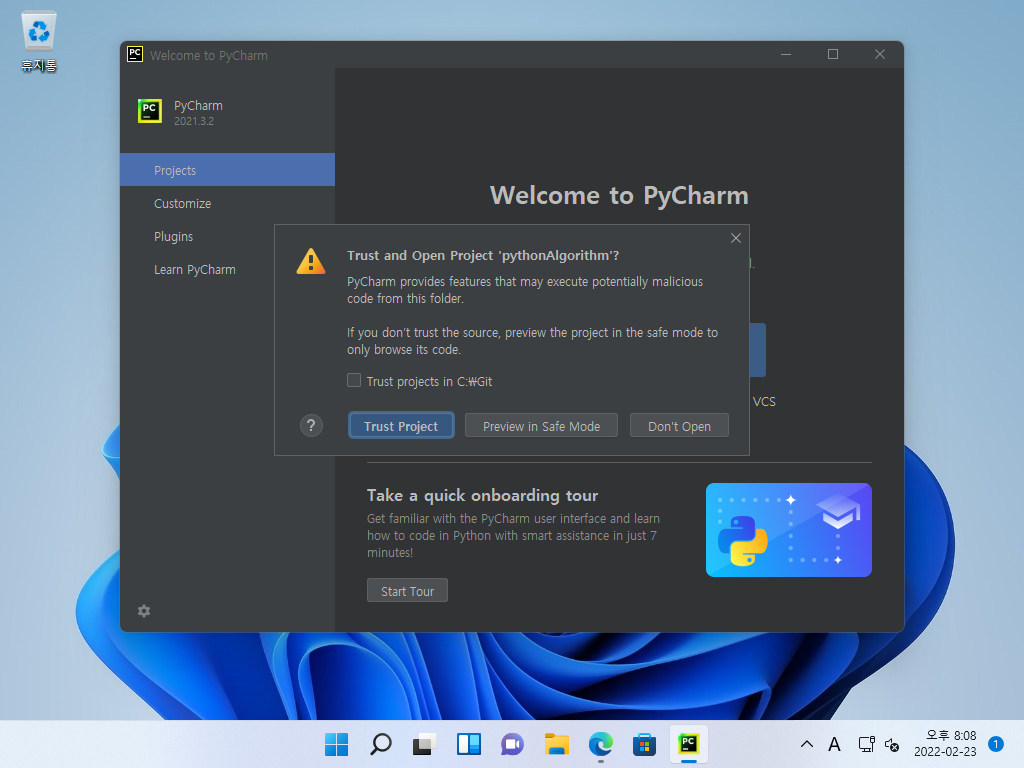 휴지통
PC Welcome to PyCharm
PC PyCharm
2021.3.2
Projects
Customize
Plugins
Learn PyCharm
Welcome to PyCharm
Trust and Open Project 'pythonAlgorithm'?
PyCharm provides features that may execute potentially malicious
code from this folder.
If you don't trust the source, preview the project in the safe mode to
only browse its code.
Trust projects in C:₩Git
? Trust Project Preview in Safe Mode Don't Open
VCS
Take a quick onboarding tour
Get familiar with the PyCharm user interface and learn
how to code in Python with smart assistance in just 7
minutes!
Start Tour
PC
A
오후 8:08
2022-02-23
1